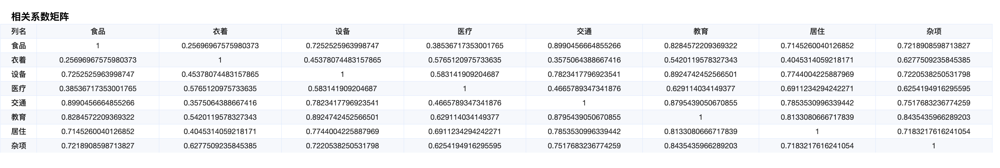 相关系数矩阵
列名 食品 衣着 设备 医疗 交通 教育 居住 杂项
食品 1 0.25696967575980373 0.7252525963998747 0.38536717353001765 0.8990456664855266 0.8284572209369322 0.7145260040126852 0.7218908598713827
衣着 0.25696967575980373 1 0.45378074483157865 0.5765120975733635 0.3575064388667416 0.5420119578327343 0.4045314059218171 0.6277509235845385
设备 0.7252525963998747 0.45378074483157865 1 0.583141909204687 0.7823417796923541 0.8924742452566501 0.7744004225887969 0.7220538250531798
医疗 0.38536717353001765 0.5765120975733635 0.583141909204687 1 0.4665789347341876 0.629114034149377 0.6911234294242271 0.6254194916295595
交通 0.8990456664855266 0.3575064388667416 0.7823417796923541 0.4665789347341876 1 0.8795439050670855 0.7853530996339442 0.7517683236774259
教育 0.8284572209369322 0.5420119578327343 0.8924742452566501 0.629114034149377 0.8795439050670855 1 0.8133080666717839 0.8435435966289203
居住 0.7145260040126852 0.4045314059218171 0.7744004225887969 0.6911234294242271 0.7853530996339442 0.8133080666717839 1 0.7183217616241054
杂项 0.7218908598713827 0.6277509235845385 0.7220538250531798 0.6254194916295595 0.7517683236774259 0.8435435966289203 0.7183217616241054 1